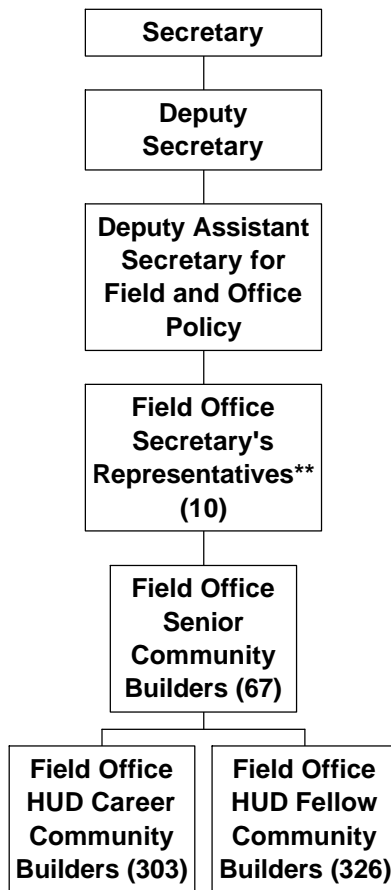 Secretary
Deputy
Secretary
Deputy Assistant
Secretary for
Field and Office
Policy
Field Office
Secretary's
Representatives**
(10)
Field Office
Senior
Community
Builders (67)
Field Office
HUD Career
Community
Builders (303)
Field Office
HUD Fellow
Community
Builders (326)